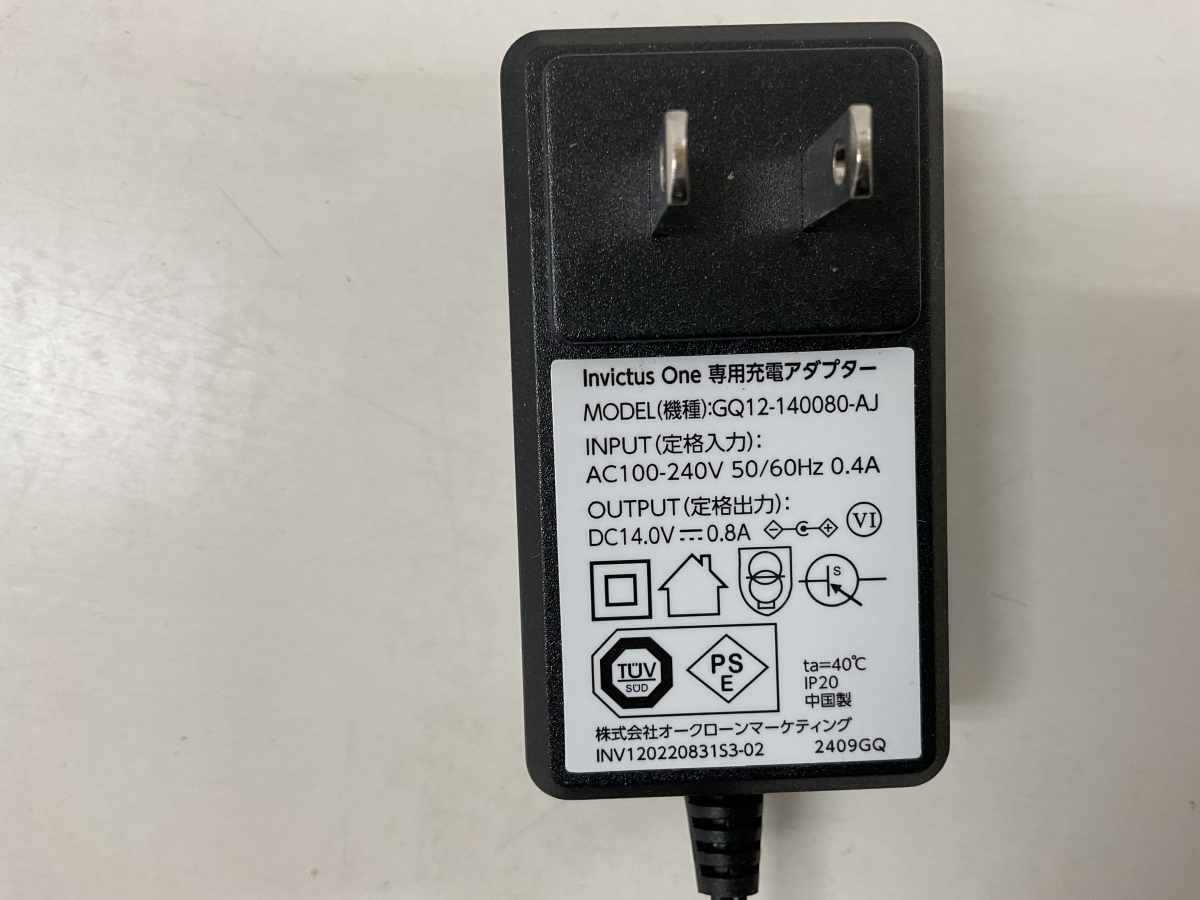 Invictus One 専用充電アダプター
MODEL(機種):GQ12-140080-AJ
INPUT(定格入力):
AC100-240V 50/60Hz 0.4A
OUTPUT(定格出力):
DC14.0V⎓0.8A
VI
S
TÜV
SÜD
PS
E
ta=40℃
IP20
中国製
株式会社オークローンマーケティング
INV120220831S3-02 2409GQ